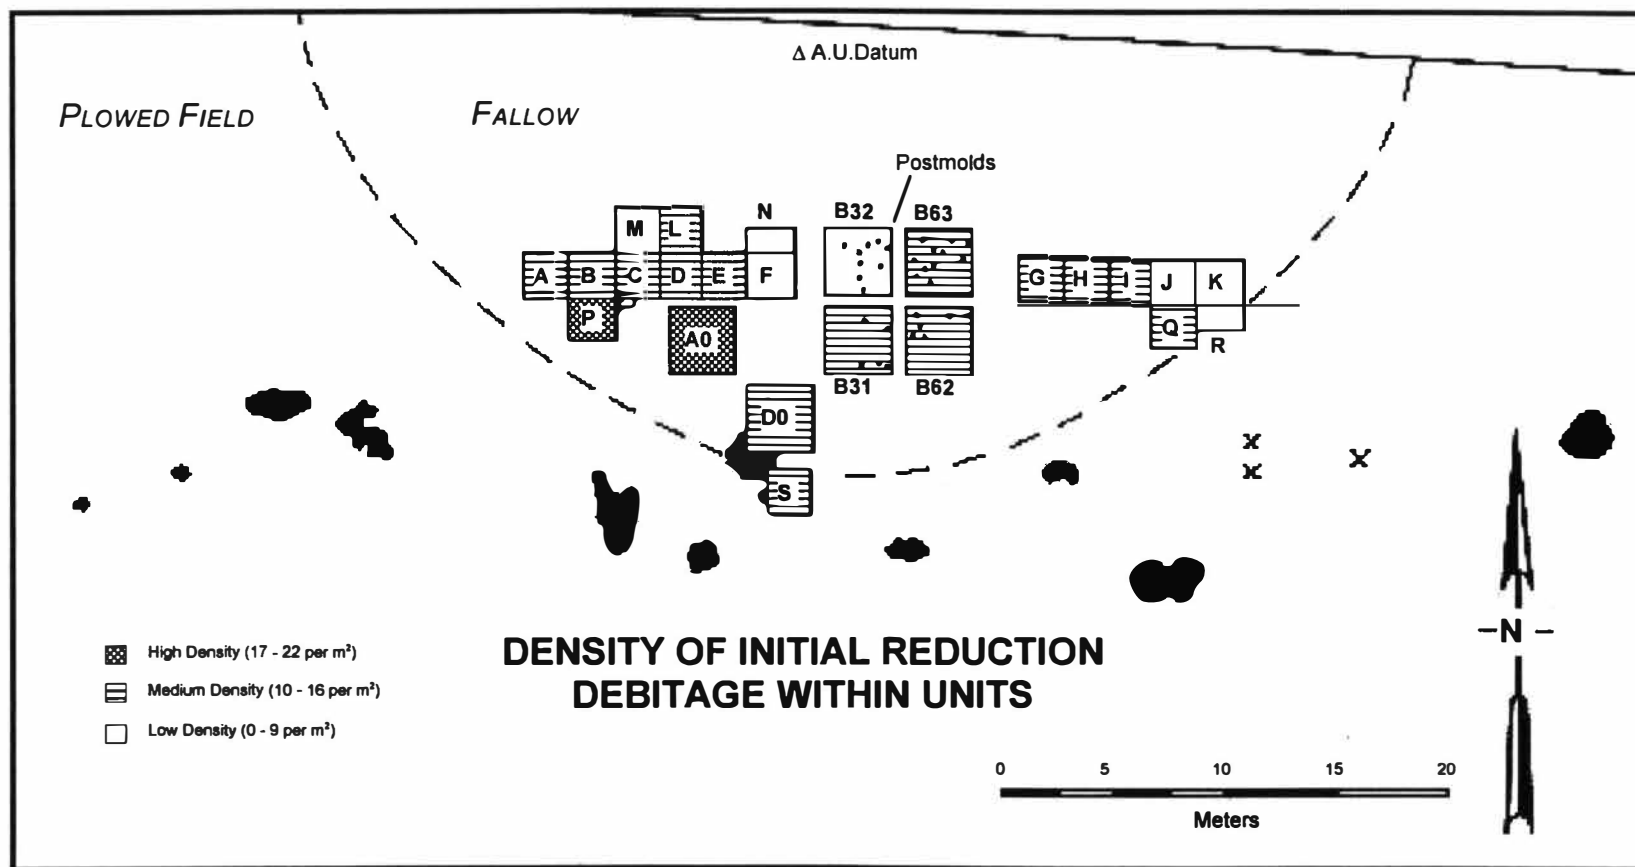 Δ A.U.Datum
PLOWED FIELD
FALLOW
Postmolds
N
B32
B63
M
L
A
B
C
D
E
F
G
H
I
J
K
P
A0
Q
R
B31
B62
D0
S
X
X
X
High Density (17 - 22 per m²)
Medium Density (10 - 16 per m²)
Low Density (0 - 9 per m²)
DENSITY OF INITIAL REDUCTION
DEBITAGE WITHIN UNITS
-N-
0 5 10 15 20
Meters